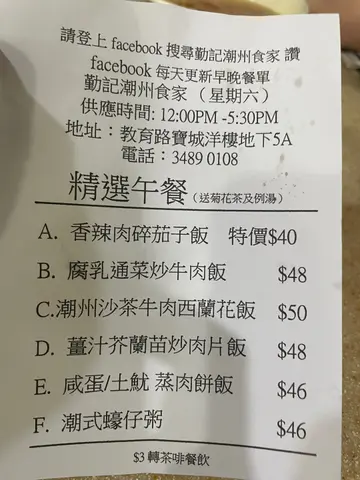 請登上 facebook 搜尋勤記潮州食家 讚
facebook 每天更新早晚餐單
勤記潮州食家 （星期六）
供應時間: 12:00PM -5:30PM
地址：教育路寶城洋樓地下5A
電話：3489 0108
精選午餐（送菊花茶及例湯）
A. 香辣肉碎茄子飯 特價$40
B. 腐乳通菜炒牛肉飯 $48
C.潮州沙茶牛肉西蘭花飯 $50
D. 薑汁芥蘭苗炒肉片飯 $48
E. 咸蛋/土魷 蒸肉餅飯 $46
F. 潮式蠔仔粥 $46
$3 轉茶啡餐飲